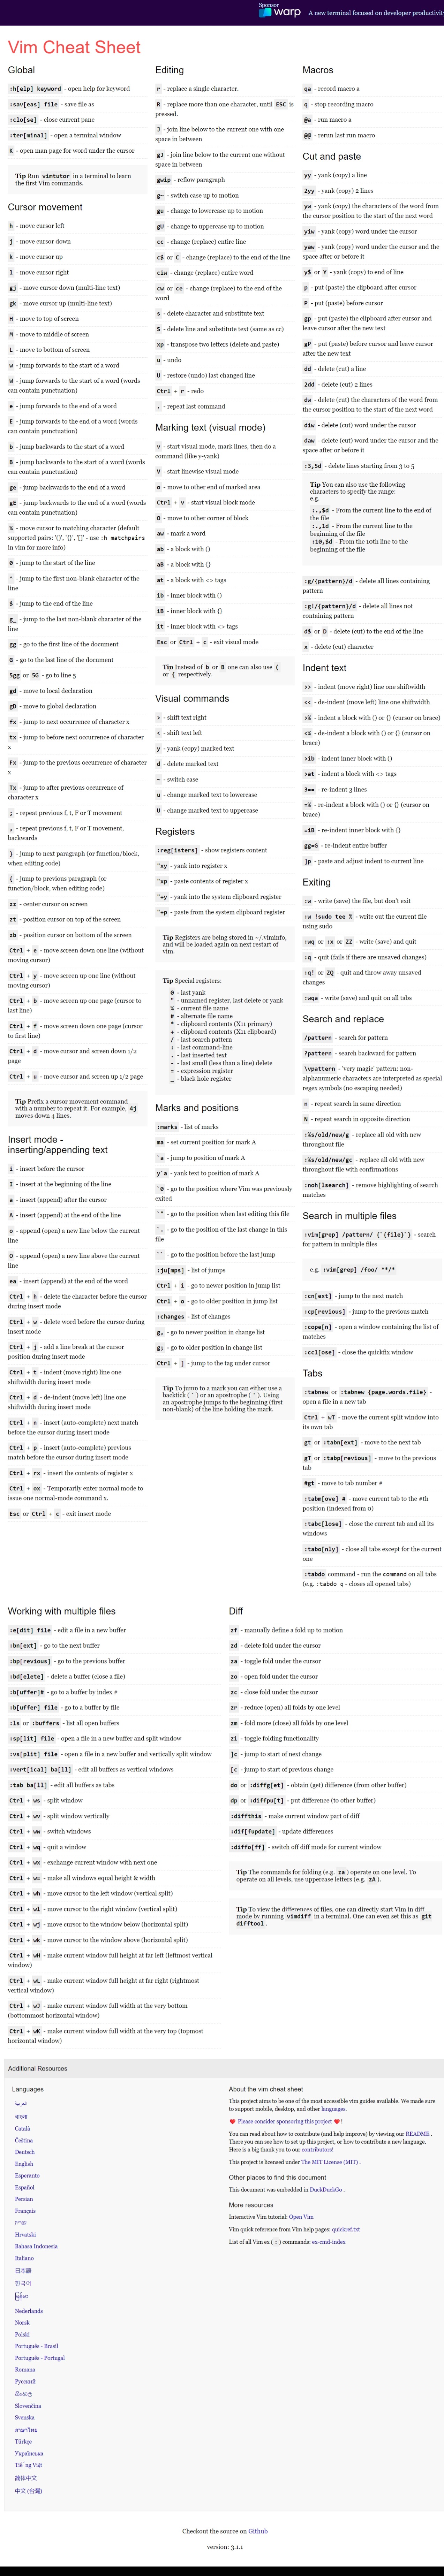 Sponsor
warp
A new terminal focused on developer productivity
Vim Cheat Sheet
Global
:h[elp] keyword - open help for keyword
:sav[eas] file - save file as
:clo[se] - close current pane
:ter[minal] - open a terminal window
K - open man page for word under the cursor
Tip Run vimtutor in a terminal to learn
the first Vim commands.
Cursor movement
h - move cursor left
j - move cursor down
k - move cursor up
l - move cursor right
gj - move cursor down (multi-line text)
gk - move cursor up (multi-line text)
H - move to top of screen
M - move to middle of screen
L - move to bottom of screen
w - jump forwards to the start of a word
W - jump forwards to the start of a word (words
can contain punctuation)
e - jump forwards to the end of a word
E - jump forwards to the end of a word (words
can contain punctuation)
b - jump backwards to the start of a word
B - jump backwards to the start of a word (words
can contain punctuation)
ge - jump backwards to the end of a word
gE - jump backwards to the end of a word (words
can contain punctuation)
% - move cursor to matching character (default
supported pairs: '()', '{}', '[]' - use :h matchpairs
in vim for more info)
0 - jump to the start of the line
^ - jump to the first non-blank character of the
line
$ - jump to the end of the line
g_ - jump to the last non-blank character of the
line
gg - go to the first line of the document
G - go to the last line of the document
5gg or 5G - go to line 5
gd - move to local declaration
gD - move to global declaration
fx - jump to next occurrence of character x
tx - jump to before next occurrence of character
x
Fx - jump to the previous occurrence of character
x
Tx - jump to after previous occurrence of
character x
; - repeat previous f, t, F or T movement
, - repeat previous f, t, F or T movement,
backwards
} - jump to next paragraph (or function/block,
when editing code)
{ - jump to previous paragraph (or
function/block, when editing code)
zz - center cursor on screen
zt - position cursor on top of the screen
zb - position cursor on bottom of the screen
Ctrl + e - move screen down one line (without
moving cursor)
Ctrl + y - move screen up one line (without
moving cursor)
Ctrl + b - move screen up one page (cursor to
last line)
Ctrl + f - move screen down one page (cursor
to first line)
Ctrl + d - move cursor and screen down 1/2
page
Ctrl + u - move cursor and screen up 1/2 page
Tip Prefix a cursor movement command
with a number to repeat it. For example, 4j
moves down 4 lines.
Insert mode -
inserting/appending text
i - insert before the cursor
I - insert at the beginning of the line
a - insert (append) after the cursor
A - insert (append) at the end of the line
o - append (open) a new line below the current
line
O - append (open) a new line above the current
line
ea - insert (append) at the end of the word
Ctrl + h - delete the character before the cursor
during insert mode
Ctrl + w - delete word before the cursor during
insert mode
Ctrl + j - add a line break at the cursor
position during insert mode
Ctrl + t - indent (move right) line one
shiftwidth during insert mode
Ctrl + d - de-indent (move left) line one
shiftwidth during insert mode
Ctrl + n - insert (auto-complete) next match
before the cursor during insert mode
Ctrl + p - insert (auto-complete) previous
match before the cursor during insert mode
Ctrl + rx - insert the contents of register x
Ctrl + ox - Temporarily enter normal mode to
issue one normal-mode command x.
Esc or Ctrl + c - exit insert mode
Editing
r - replace a single character.
R - replace more than one character, until ESC is
pressed.
J - join line below to the current one with one
space in between
gJ - join line below to the current one without
space in between
gwip - reflow paragraph
g~ - switch case up to motion
gu - change to lowercase up to motion
gU - change to uppercase up to motion
cc - change (replace) entire line
c$ or C - change (replace) to the end of the line
ciw - change (replace) entire word
cw or ce - change (replace) to the end of the
word
s - delete character and substitute text
S - delete line and substitute text (same as cc)
xp - transpose two letters (delete and paste)
u - undo
U - restore (undo) last changed line
Ctrl + r - redo
. - repeat last command
Marking text (visual mode)
v - start visual mode, mark lines, then do a
command (like y-yank)
V - start linewise visual mode
o - move to other end of marked area
Ctrl + v - start visual block mode
O - move to other corner of block
aw - mark a word
ab - a block with ()
aB - a block with {}
at - a block with <> tags
ib - inner block with ()
iB - inner block with {}
it - inner block with <> tags
Esc or Ctrl + c - exit visual mode
Tip Instead of b or B one can also use (
or { respectively.
Visual commands
> - shift text right
< - shift text left
y - yank (copy) marked text
d - delete marked text
~ - switch case
u - change marked text to lowercase
U - change marked text to uppercase
Registers
:reg[isters] - show registers content
"xy - yank into register x
"xp - paste contents of register x
"+y - yank into the system clipboard register
"+p - paste from the system clipboard register
Tip Registers are being stored in ~/.viminfo,
and will be loaded again on next restart of
vim.
Tip Special registers:
0 - last yank
" - unnamed register, last delete or yank
% - current file name
# - alternate file name
* - clipboard contents (X11 primary)
+ - clipboard contents (X11 clipboard)
/ - last search pattern
: - last command-line
. - last inserted text
- - last small (less than a line) delete
= - expression register
_ - black hole register
Marks and positions
:marks - list of marks
ma - set current position for mark A
`a - jump to position of mark A
y`a - yank text to position of mark A
`0 - go to the position where Vim was previously
exited
`" - go to the position when last editing this file
`. - go to the position of the last change in this
file
`` - go to the position before the last jump
:ju[mps] - list of jumps
Ctrl + i - go to newer position in jump list
Ctrl + o - go to older position in jump list
:changes - list of changes
g, - go to newer position in change list
g; - go to older position in change list
Ctrl + ] - jump to the tag under cursor
Tip To jump to a mark you can either use a
backtick ( ` ) or an apostrophe ( ' ). Using
an apostrophe jumps to the beginning (first
non-blank) of the line holding the mark.
Macros
qa - record macro a
q - stop recording macro
@a - run macro a
@@ - rerun last run macro
Cut and paste
yy - yank (copy) a line
2yy - yank (copy) 2 lines
yw - yank (copy) the characters of the word from
the cursor position to the start of the next word
yiw - yank (copy) word under the cursor
yaw - yank (copy) word under the cursor and the
space after or before it
y$ or Y - yank (copy) to end of line
p - put (paste) the clipboard after cursor
P - put (paste) before cursor
gp - put (paste) the clipboard after cursor and
leave cursor after the new text
gP - put (paste) before cursor and leave cursor
after the new text
dd - delete (cut) a line
2dd - delete (cut) 2 lines
dw - delete (cut) the characters of the word from
the cursor position to the start of the next word
diw - delete (cut) word under the cursor
daw - delete (cut) word under the cursor and the
space after or before it
:3,5d - delete lines starting from 3 to 5
Tip You can also use the following
characters to specify the range:
e.g.
:.,$d - From the current line to the end of
the file
:.,1d - From the current line to the
beginning of the file
:10,$d - From the 10th line to the
beginning of the file
:g/{pattern}/d - delete all lines containing
pattern
:g!/{pattern}/d - delete all lines not
containing pattern
d$ or D - delete (cut) to the end of the line
x - delete (cut) character
Indent text
>> - indent (move right) line one shiftwidth
<< - de-indent (move left) line one shiftwidth
>% - indent a block with () or {} (cursor on brace)
<% - de-indent a block with () or {} (cursor on
brace)
>ib - indent inner block with ()
>at - indent a block with <> tags
3== - re-indent 3 lines
=% - re-indent a block with () or {} (cursor on
brace)
=iB - re-indent inner block with {}
gg=G - re-indent entire buffer
]p - paste and adjust indent to current line
Exiting
:w - write (save) the file, but don't exit
:w !sudo tee % - write out the current file
using sudo
:wq or :x or ZZ - write (save) and quit
:q - quit (fails if there are unsaved changes)
:q! or ZQ - quit and throw away unsaved
changes
:wqa - write (save) and quit on all tabs
Search and replace
/pattern - search for pattern
?pattern - search backward for pattern
\vpattern - 'very magic' pattern: non-
alphanumeric characters are interpreted as special
regex symbols (no escaping needed)
n - repeat search in same direction
N - repeat search in opposite direction
:%s/old/new/g - replace all old with new
throughout file
:%s/old/new/gc - replace all old with new
throughout file with confirmations
:noh[lsearch] - remove highlighting of search
matches
Search in multiple files
:vim[grep] /pattern/ {`{file}`} - search
for pattern in multiple files
e.g. :vim[grep] /foo/ **/*
:cn[ext] - jump to the next match
:cp[revious] - jump to the previous match
:cope[n] - open a window containing the list of
matches
:ccl[ose] - close the quickfix window
Tabs
:tabnew or :tabnew {page.words.file} -
open a file in a new tab
Ctrl + wT - move the current split window into
its own tab
gt or :tabn[ext] - move to the next tab
gT or :tabp[revious] - move to the previous
tab
#gt - move to tab number #
:tabm[ove] # - move current tab to the #th
position (indexed from 0)
:tabc[lose] - close the current tab and all its
windows
:tabo[nly] - close all tabs except for the current
one
:tabdo command - run the command on all tabs
(e.g. :tabdo q - closes all opened tabs)
Working with multiple files
:e[dit] file - edit a file in a new buffer
:bn[ext] - go to the next buffer
:bp[revious] - go to the previous buffer
:bd[elete] - delete a buffer (close a file)
:b[uffer]# - go to a buffer by index #
:b[uffer] file - go to a buffer by file
:ls or :buffers - list all open buffers
:sp[lit] file - open a file in a new buffer and split window
:vs[plit] file - open a file in a new buffer and vertically split window
:vert[ical] ba[ll] - edit all buffers as vertical windows
:tab ba[ll] - edit all buffers as tabs
Ctrl + ws - split window
Ctrl + wv - split window vertically
Ctrl + ww - switch windows
Ctrl + wq - quit a window
Ctrl + wx - exchange current window with next one
Ctrl + w= - make all windows equal height & width
Ctrl + wh - move cursor to the left window (vertical split)
Ctrl + wl - move cursor to the right window (vertical split)
Ctrl + wj - move cursor to the window below (horizontal split)
Ctrl + wk - move cursor to the window above (horizontal split)
Ctrl + wH - make current window full height at far left (leftmost vertical
window)
Ctrl + wL - make current window full height at far right (rightmost
vertical window)
Ctrl + wJ - make current window full width at the very bottom
(bottommost horizontal window)
Ctrl + wK - make current window full width at the very top (topmost
horizontal window)
Diff
zf - manually define a fold up to motion
zd - delete fold under the cursor
za - toggle fold under the cursor
zo - open fold under the cursor
zc - close fold under the cursor
zr - reduce (open) all folds by one level
zm - fold more (close) all folds by one level
zi - toggle folding functionality
]c - jump to start of next change
[c - jump to start of previous change
do or :diffg[et] - obtain (get) difference (from other buffer)
dp or :diffpu[t] - put difference (to other buffer)
:diffthis - make current window part of diff
:dif[fupdate] - update differences
:diffo[ff] - switch off diff mode for current window
Tip The commands for folding (e.g. za ) operate on one level. To
operate on all levels, use uppercase letters (e.g. zA ).
Tip To view the differences of files, one can directly start Vim in diff
mode by running vimdiff in a terminal. One can even set this as git
difftool .
Additional Resources
Languages
العربية
বাংলা
Català
Čeština
Deutsch
English
Esperanto
Español
Persian
Français
עברית
Hrvatski
Bahasa Indonesia
Italiano
日本語
한국어
မြန်မာ
Nederlands
Norsk
Polski
Português - Brasil
Português - Portugal
Romana
Русский
සිංහල
Slovenčina
Svenska
ภาษาไทย
Türkçe
Українська
Tiếng Việt
简体中文
中文 (台灣)
About the vim cheat sheet
This project aims to be one of the most accessible vim guides available. We made sure
to support mobile, desktop, and other languages.
❤️ Please consider sponsoring this project ❤️ !
You can read about how to contribute (and help improve) by viewing our README .
There you can see how to set up this project, or how to contribute a new language.
Here is a big thank you to our contributors!
This project is licensed under The MIT License (MIT) .
Other places to find this document
This document was embedded in DuckDuckGo .
More resources
Interactive Vim tutorial: Open Vim
Vim quick reference from Vim help pages: quickref.txt
List of all Vim ex ( : ) commands: ex-cmd-index
Checkout the source on Github
version: 3.1.1